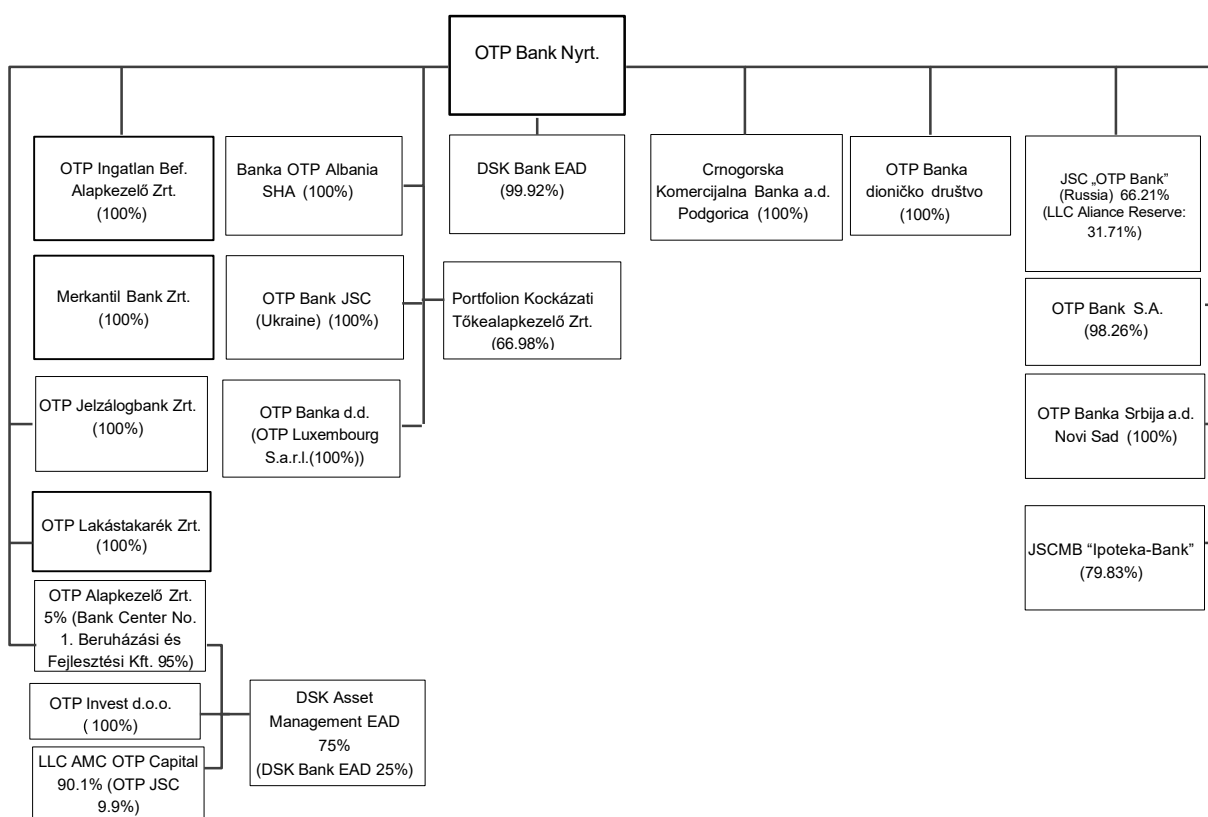 OTP Bank Nyrt.
OTP Ingatlan Bef.
Alapkezelő Zrt.
(100%)
Banka OTP Albania
SHA (100%)
DSK Bank EAD
(99.92%)
Crnogorska
Komercijalna Banka a.d.
Podgorica (100%)
OTP Banka
dioničko društvo
(100%)
JSC „OTP Bank”
(Russia) 66.21%
(LLC Aliance Reserve:
31.71%)
Merkantil Bank Zrt.
(100%)
OTP Bank JSC
(Ukraine) (100%)
Portfolion Kockázati
Tőkealapkezelő Zrt.
(66.98%)
OTP Bank S.A.
(98.26%)
OTP Jelzálogbank Zrt.
(100%)
OTP Banka d.d.
(OTP Luxembourg
S.a.r.l.(100%))
OTP Banka Srbija a.d.
Novi Sad (100%)
OTP Lakástakarék Zrt.
(100%)
JSCMB “Ipoteka-Bank”
(79.83%)
OTP Alapkezelő Zrt.
5% (Bank Center No.
1. Beruházási és
Fejlesztési Kft. 95%)
OTP Invest d.o.o.
( 100%)
DSK Asset
Management EAD
75%
(DSK Bank EAD 25%)
LLC AMC OTP Capital
90.1% (OTP JSC
9.9%)